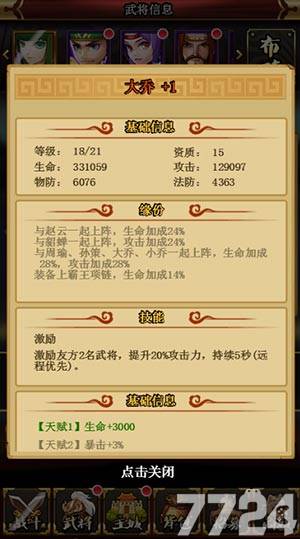 武将信息
布
大乔 +1
基础信息
等级: 18/21 资质: 15
生命: 331059 攻击: 129097
物防: 6076 法防: 4363
缘份
与赵云一起上阵,生命加成24%
与貂蝉一起上阵,攻击加成24%
与周瑜、孙策、大乔、小乔一起上阵,生命加成
28%,攻击加成28%
装备上霸王项链,生命加成14%
技能
激励
激励友方2名武将,提升20%攻击力,持续5秒(远
程优先)。
基础信息
【天赋1】生命+3000
【天赋2】暴击+3%
点击关闭
战斗 武将 主城 背包
7724